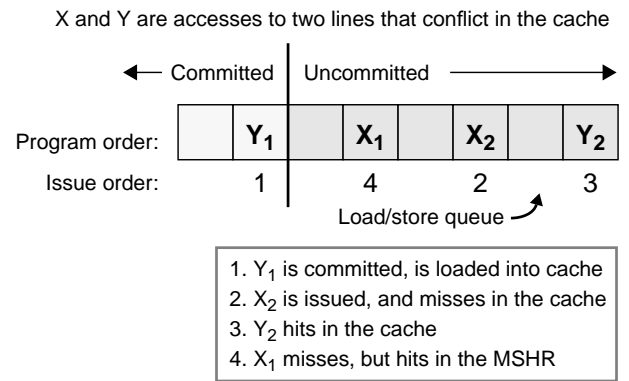 X and Y are accesses to two lines that conflict in the cache
Committed Uncommitted
Program order: Y1 X1 X2 Y2
Issue order: 1 4 2 3
Load/store queue
1. Y1 is committed, is loaded into cache
2. X2 is issued, and misses in the cache
3. Y2 hits in the cache
4. X1 misses, but hits in the MSHR